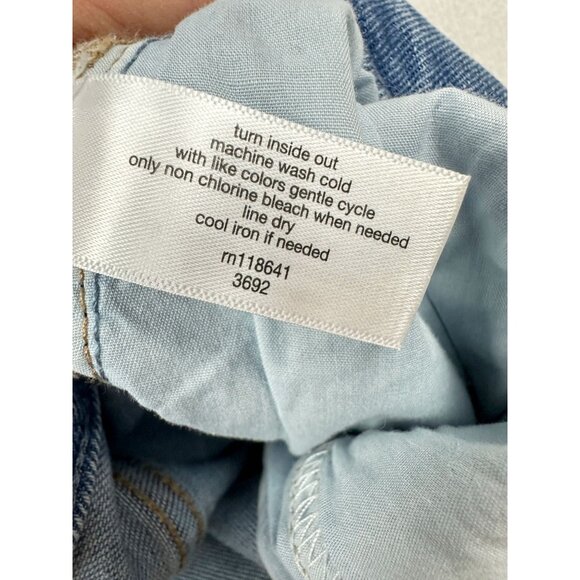 turn inside out
machine wash cold
with like colors gentle cycle
only non chlorine bleach when needed
line dry
cool iron if needed
rn118641
3692